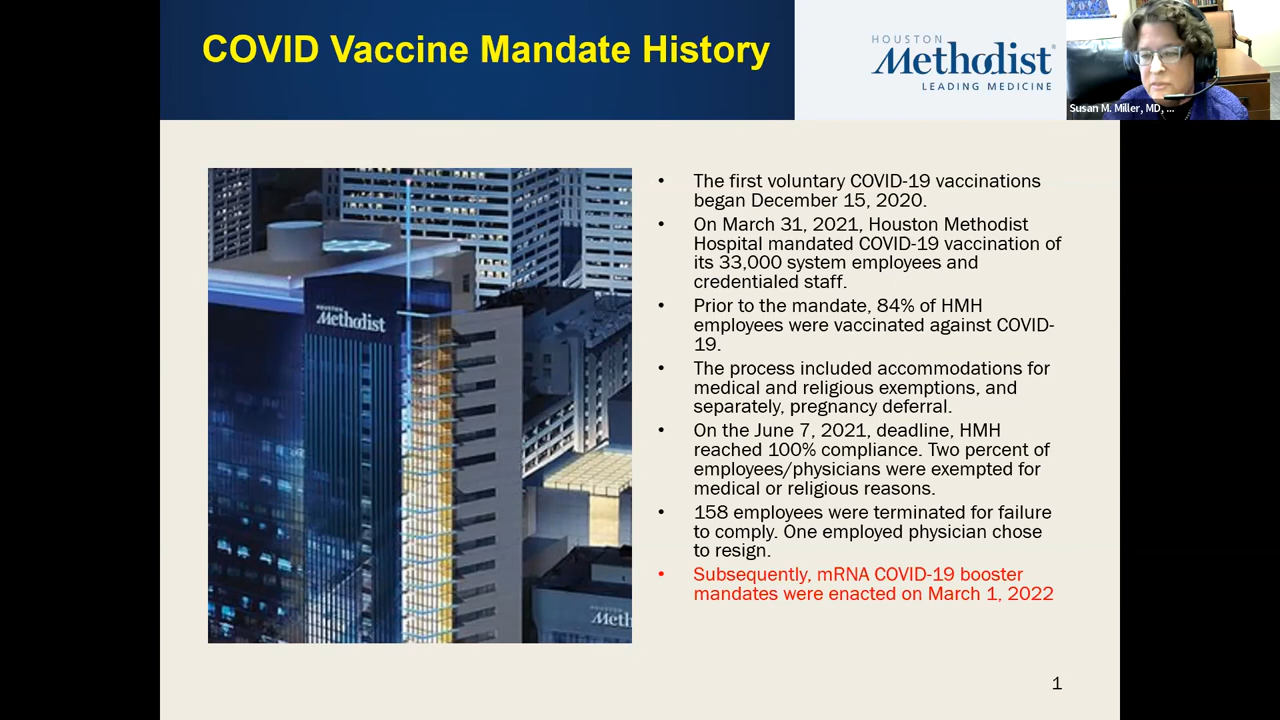 COVID Vaccine Mandate History
HOUSTON
Methodist®
LEADING MEDICINE
Susan M. Miller, MD, ...
HOUSTON
Methodist
HOUSTON
Meth
• The first voluntary COVID-19 vaccinations
began December 15, 2020.
• On March 31, 2021, Houston Methodist
Hospital mandated COVID-19 vaccination of
its 33,000 system employees and
credentialed staff.
• Prior to the mandate, 84% of HMH
employees were vaccinated against COVID-
19.
• The process included accommodations for
medical and religious exemptions, and
separately, pregnancy deferral.
• On the June 7, 2021, deadline, HMH
reached 100% compliance. Two percent of
employees/physicians were exempted for
medical or religious reasons.
• 158 employees were terminated for failure
to comply. One employed physician chose
to resign.
• Subsequently, mRNA COVID-19 booster
mandates were enacted on March 1, 2022
1